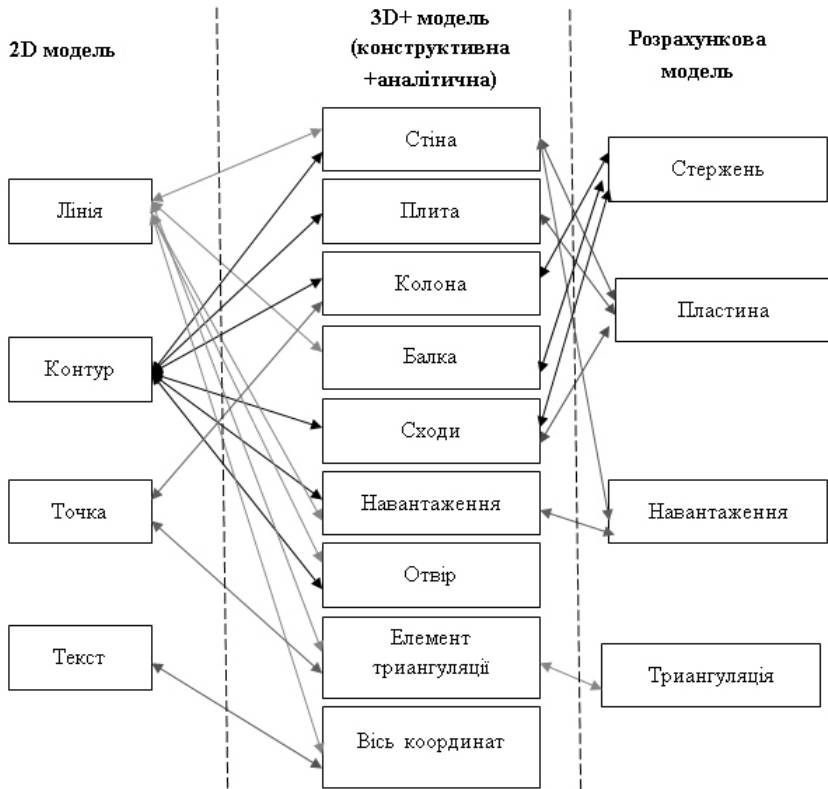 2D модель
3D+ модель
(конструктивна
+аналітична)
Розрахункова
модель
Лінія
Контур
Точка
Текст
Стіна
Плита
Колона
Балка
Сходи
Навантаження
Отвір
Елемент
триангуляції
Вісь координат
Стержень
Пластина
Навантаження
Триангуляція